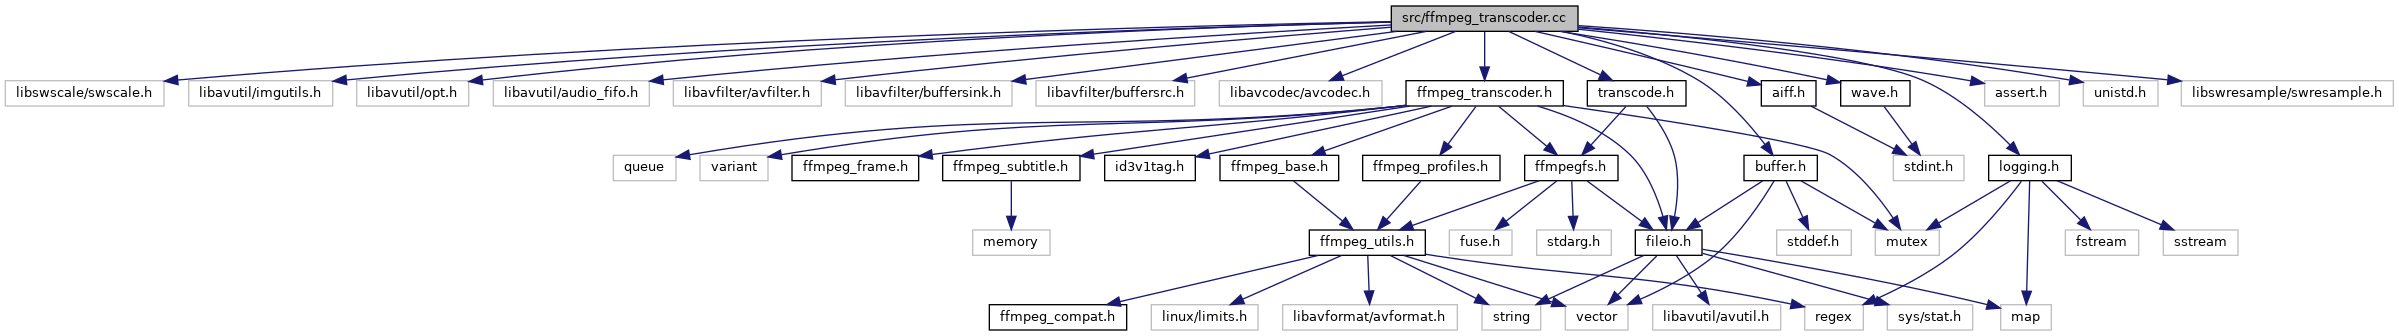 src/ffmpeg_transcoder.cc
libswscale/swscale.h
libavutil/imgutils.h
libavutil/opt.h
libavutil/audio_fifo.h
libavfilter/avfilter.h
libavfilter/buffersink.h
libavfilter/buffersrc.h
libavcodec/avcodec.h
ffmpeg_transcoder.h
transcode.h
aiff.h
wave.h
assert.h
unistd.h
libswresample/swresample.h
queue
variant
ffmpeg_frame.h
ffmpeg_subtitle.h
id3v1tag.h
ffmpeg_base.h
ffmpeg_profiles.h
ffmpegfs.h
buffer.h
stdint.h
logging.h
memory
ffmpeg_utils.h
fuse.h
stdarg.h
fileio.h
stddef.h
mutex
fstream
sstream
ffmpeg_compat.h
linux/limits.h
libavformat/avformat.h
string
vector
libavutil/avutil.h
regex
sys/stat.h
map